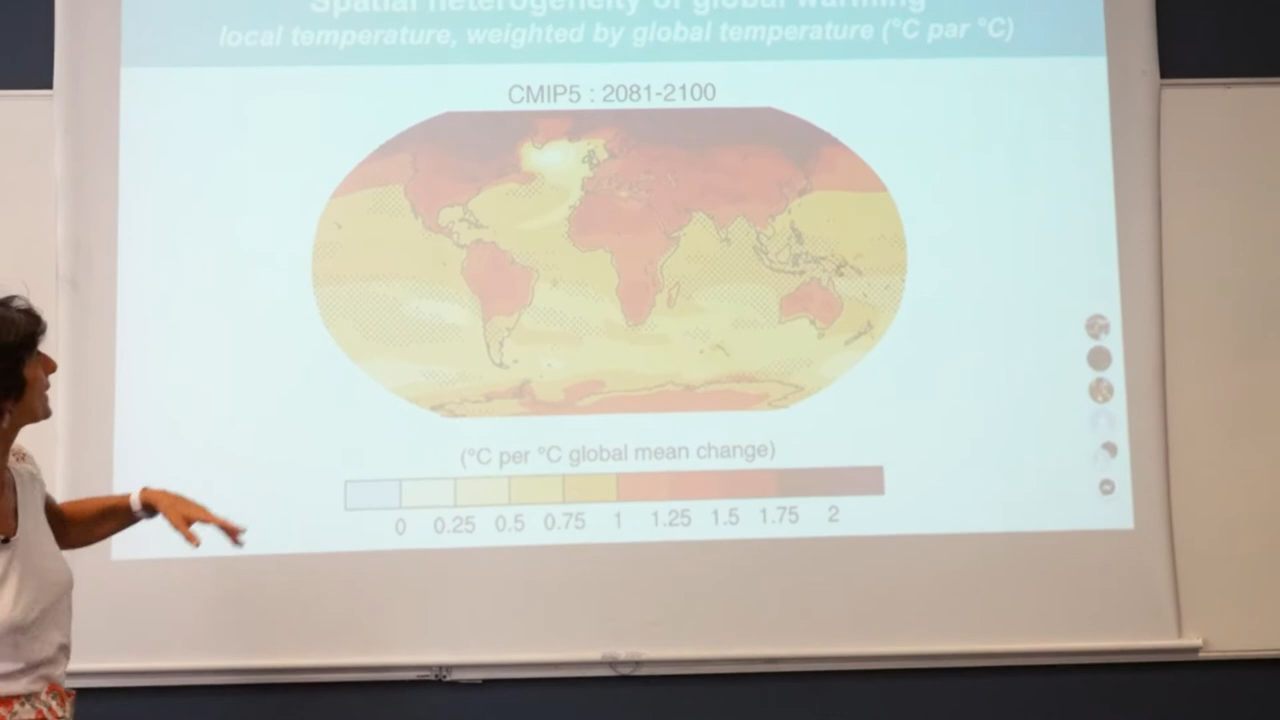 Spatial heterogeneity of global warming
local temperature, weighted by global temperature (°C par °C)
CMIP5 : 2081-2100
(°C per °C global mean change)
0 0.25 0.5 0.75 1 1.25 1.5 1.75 2